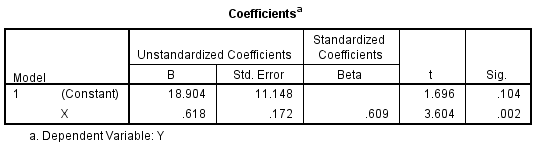 Coefficientsa
Unstandardized Coefficients Standardized Coefficients
Model B Std. Error Beta t Sig.
1 (Constant) 18.904 11.148 1.696 .104
X .618 .172 .609 3.604 .002
a. Dependent Variable: Y